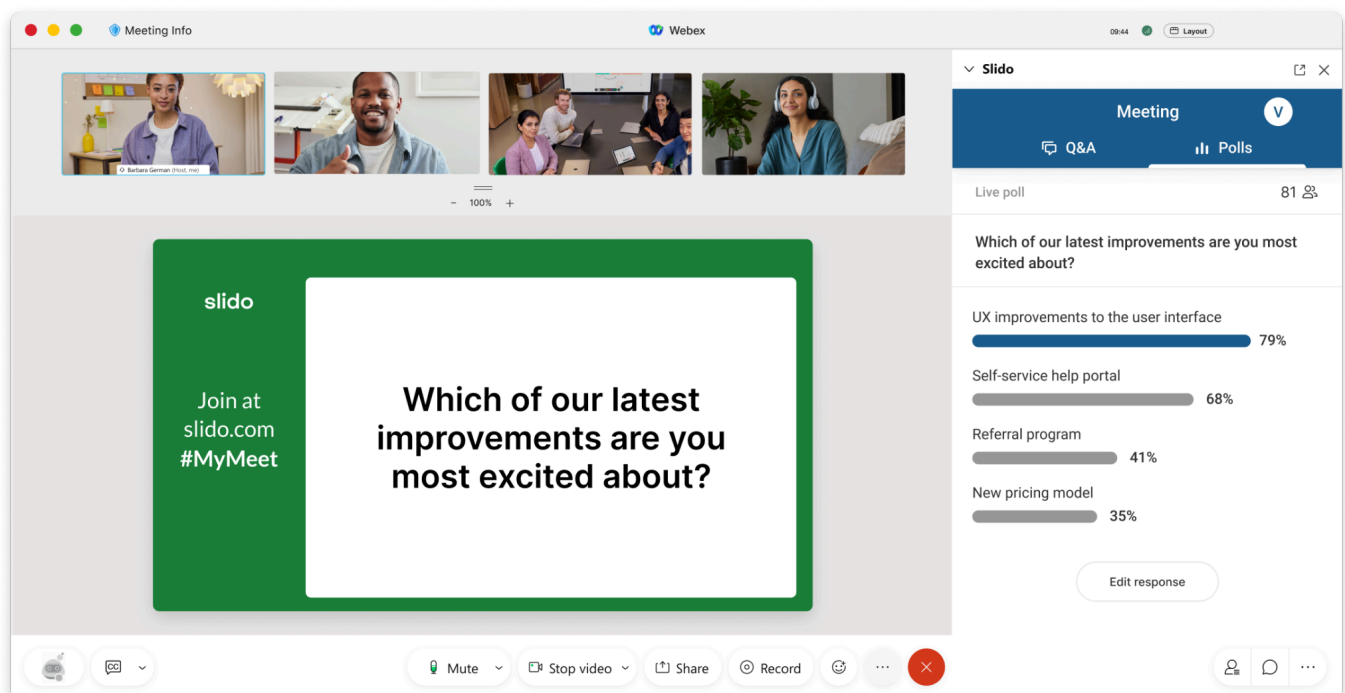 Meeting Info
Webex
09:44
Layout
Barbara German (Host, me)
100%
slido
Join at
slido.com
#MyMeet
Which of our latest
improvements are you
most excited about?
Slido
Meeting
V
Q&A
Polls
Live poll
81
Which of our latest improvements are you most
excited about?
UX improvements to the user interface
79%
Self-service help portal
68%
Referral program
41%
New pricing model
35%
Edit response
CC
Mute
Stop video
Share
Record